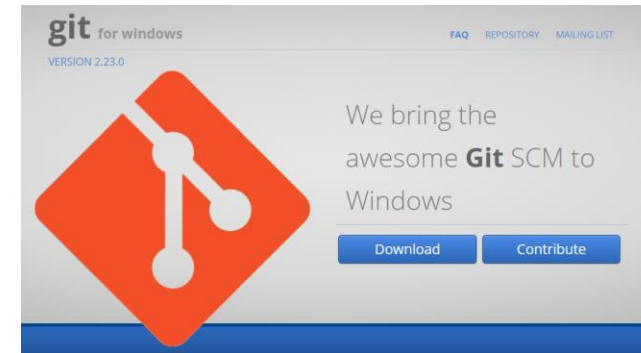 git for windows
FAQ REPOSITORY MAILING LIST
VERSION 2.23.0
We bring the
awesome Git SCM to
Windows
Download Contribute